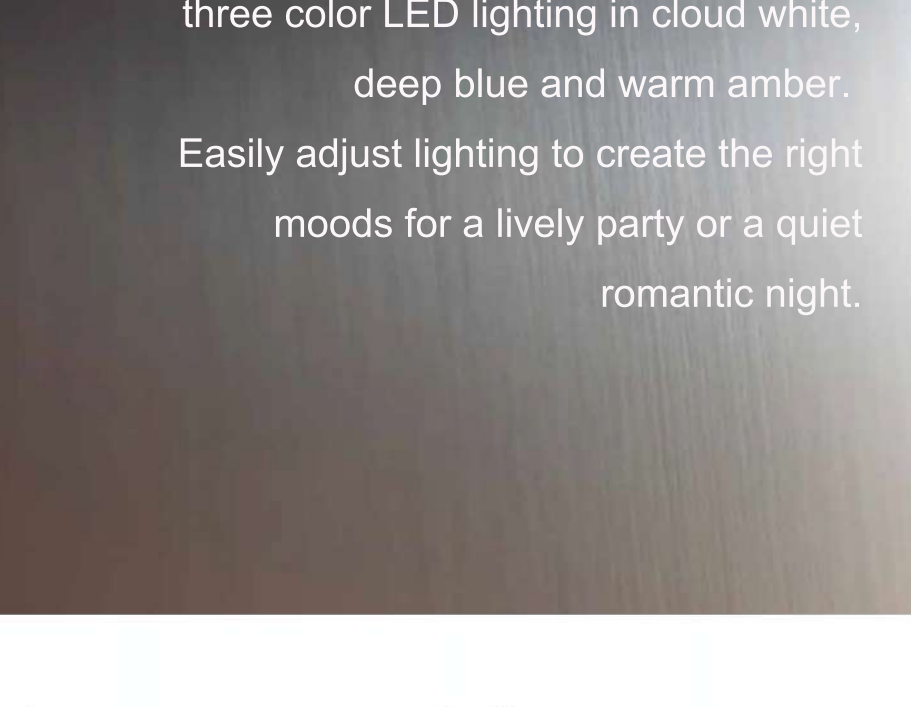 three color LED lighting in cloud white,
deep blue and warm amber.
Easily adjust lighting to create the right
moods for a lively party or a quiet
romantic night.